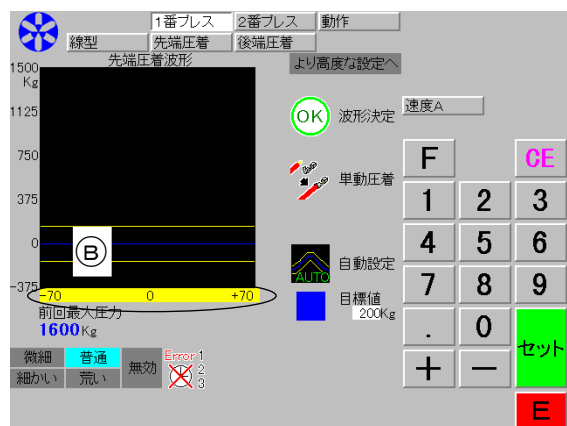 1番プレス 2番プレス 動作
線型 先端圧着 後端圧着
先端圧着波形 より高度な設定へ
1500
Kg
1125
750
375
0
-375
-70 0 +70
B
前回最大圧力
1600Kg
微細 普通
細かい 荒い
無効
Error 1
2
3
OK 波形決定
単動圧着
AUTO 自動設定
目標値
200Kg
速度A
F CE
1 2 3
4 5 6
7 8 9
. 0 セット
+ -
E